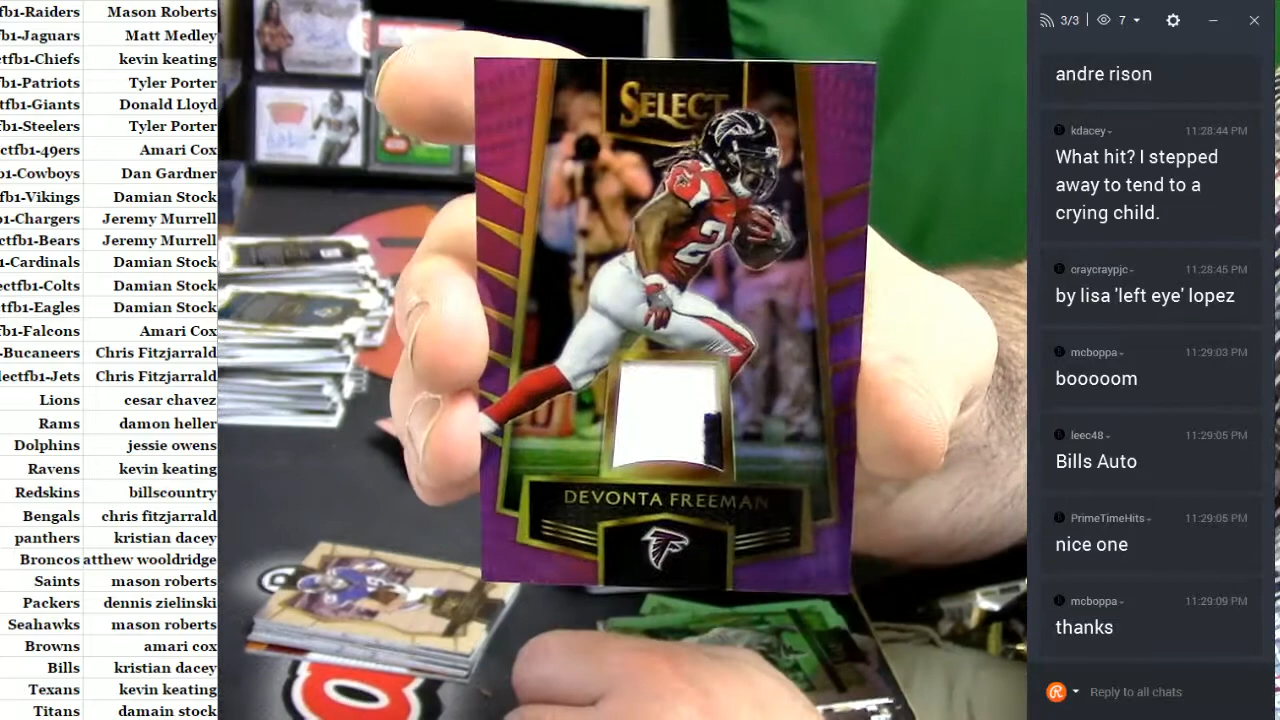 fb1-Raiders Mason Roberts
fb1-Jaguars Matt Medley
ctfb1-Chiefs kevin keating
fb1-Patriots Tyler Porter
ctfb1-Giants Donald Lloyd
fb1-Steelers Tyler Porter
ctfb1-49ers Amari Cox
b1-Cowboys Dan Gardner
fb1-Vikings Damian Stock
1-Chargers Jeremy Murrell
ctfb1-Bears Jeremy Murrell
1-Cardinals Damian Stock
ectfb1-Colts Damian Stock
tfb1-Eagles Damian Stock
fb1-Falcons Amari Cox
-Bucaneers Chris Fitzjarrald
lectfb1-Jets Chris Fitzjarrald
Lions cesar chavez
Rams damon heller
Dolphins jessie owens
Ravens kevin keating
Redskins billscountry
Bengals chris fitzjarrald
panthers kristian dacey
Broncos atthew wooldridge
Saints mason roberts
Packers dennis zielinski
Seahawks mason roberts
Browns amari cox
Bills kristian dacey
Texans kevin keating
Titans damain stock
SELECT
2
DEVONTA FREEMAN
3/3 7
andre rison
kdacey 11:28:44 PM
What hit? I stepped
away to tend to a
crying child.
craycraypjc 11:28:45 PM
by lisa 'left eye' lopez
mcboppa 11:29:03 PM
booooom
leec48 11:29:05 PM
Bills Auto
PrimeTimeHits 11:29:05 PM
nice one
mcboppa 11:29:09 PM
thanks
Reply to all chats